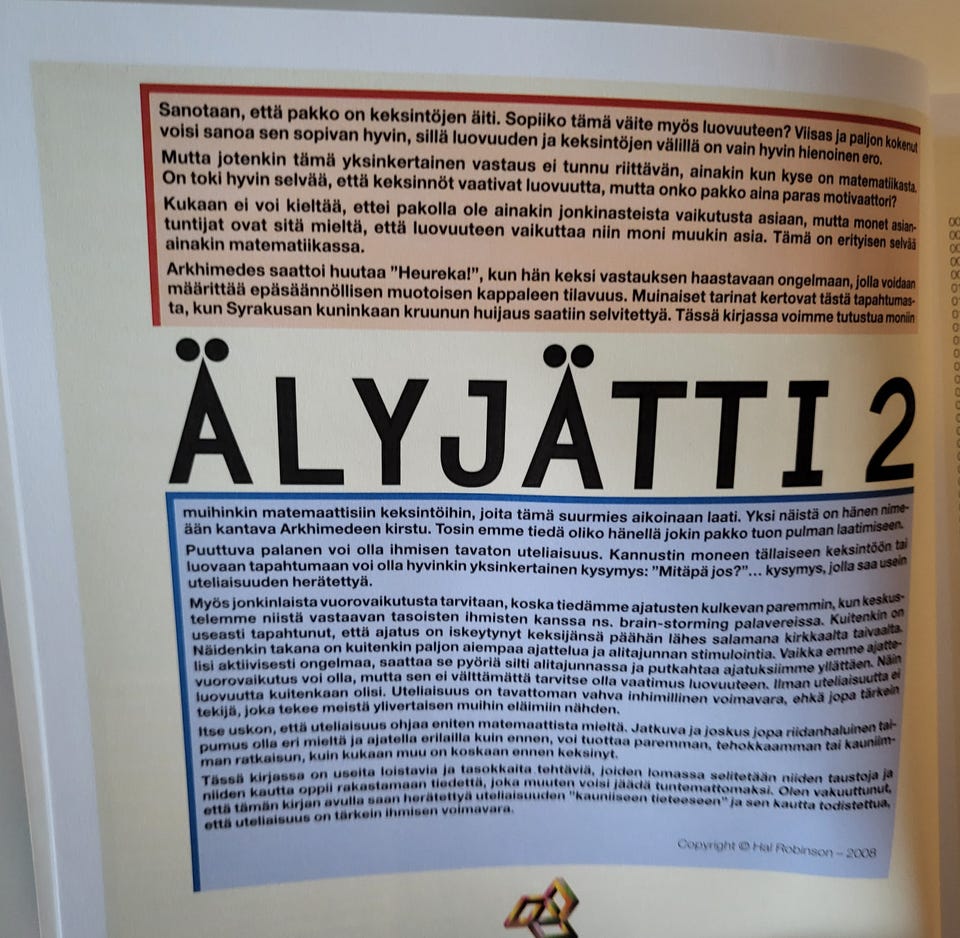 Sanotaan, että pakko on keksintöjen äiti. Sopiiko tämä väite myös luovuuteen? Viisas ja paljon kokenut
voisi sanoa sen sopivan hyvin, sillä luovuuden ja keksintöjen välillä on vain hyvin hienoinen ero.
Mutta jotenkin tämä yksinkertainen vastaus ei tunnu riittävän, ainakin kun kyse on matematiikasta.
On toki hyvin selvää, että keksinnöt vaativat luovuutta, mutta onko pakko aina paras motivaattori?
Kukaan ei voi kieltää, ettei pakolla ole ainakin jonkinasteista vaikutusta asiaan, mutta monet asian-
tuntijat ovat sitä mieltä, että luovuuteen vaikuttaa niin moni muukin asia. Tämä on erityisen selvää
ainakin matematiikassa.
Arkhimedes saattoi huutaa ”Heureka!”, kun hän keksi vastauksen haastavaan ongelmaan, jolla voidaan
määrittää epäsäännöllisen muotoisen kappaleen tilavuus. Muinaiset tarinat kertovat tästä tapahtumas-
ta, kun Syrakusan kuninkaan kruunun huijaus saatiin selvitettyä. Tässä kirjassa voimme tutustua moniin
ÄLYJÄTTI 2
muihinkin matemaattisiin keksintöihin, joita tämä suurmies aikoinaan laati. Yksi näistä on hänen nime-
ään kantava Arkhimedeen kirstu. Tosin emme tiedä oliko hänellä jokin pakko tuon pulman laatimiseen.
Puuttuva palanen voi olla ihmisen tavaton uteliaisuus. Kannustin moneen tällaiseen keksintöön tai
luovaan tapahtumaan voi olla hyvinkin yksinkertainen kysymys: ”Mitäpä jos?”... kysymys, jolla saa usein
uteliaisuuden herätettyä.
Myös jonkinlaista vuorovaikutusta tarvitaan, koska tiedämme ajatusten kulkevan paremmin, kun keskus-
telemme niistä vastaavan tasoisten ihmisten kanssa ns. brain-storming palavereissa. Kuitenkin on
useasti tapahtunut, että ajatus on iskeytynyt keksijänsä päähän lähes salamana kirkkaalta taivaalta.
Näidenkin takana on kuitenkin paljon aiempaa ajattelua ja alitajunnan stimulointia. Vaikka emme ajatte-
lisi aktiivisesti ongelmaa, saattaa se pyöriä silti alitajunnassa ja putkahtaa ajatuksiimme yllättäen. Näin
vuorovaikutus voi olla, mutta sen ei välttämättä tarvitse olla vaatimus luovuuteen. Ilman uteliaisuutta ei
luovuutta kuitenkaan olisi. Uteliaisuus on tavattoman vahva inhimillinen voimavara, ehkä jopa tärkein
tekijä, joka tekee meistä ylivertaisen muihin eläimiin nähden.
Itse uskon, että uteliaisuus ohjaa eniten matemaattista mieltä. Jatkuva ja joskus jopa riidanhaluinen tai-
pumus olla eri mieltä ja ajatella erilailla kuin ennen, voi tuottaa paremman, tehokkaamman tai kauniim-
man ratkaisun, kuin kukaan muu on koskaan ennen keksinyt.
Tässä kirjassa on useita loistavia ja tasokkaita tehtäviä, joiden lomassa selitetään niiden taustoja ja
niiden kautta oppii rakastamaan tiedettä, joka muuten voisi jäädä tuntemattomaksi. Olen vakuuttunut,
että tämän kirjan avulla saan herätettyä uteliaisuuden ”kauniiseen tieteeseen” ja sen kautta todistettua,
että uteliaisuus on tärkein ihmisen voimavara.
Copyright © Hal Robinson – 2008